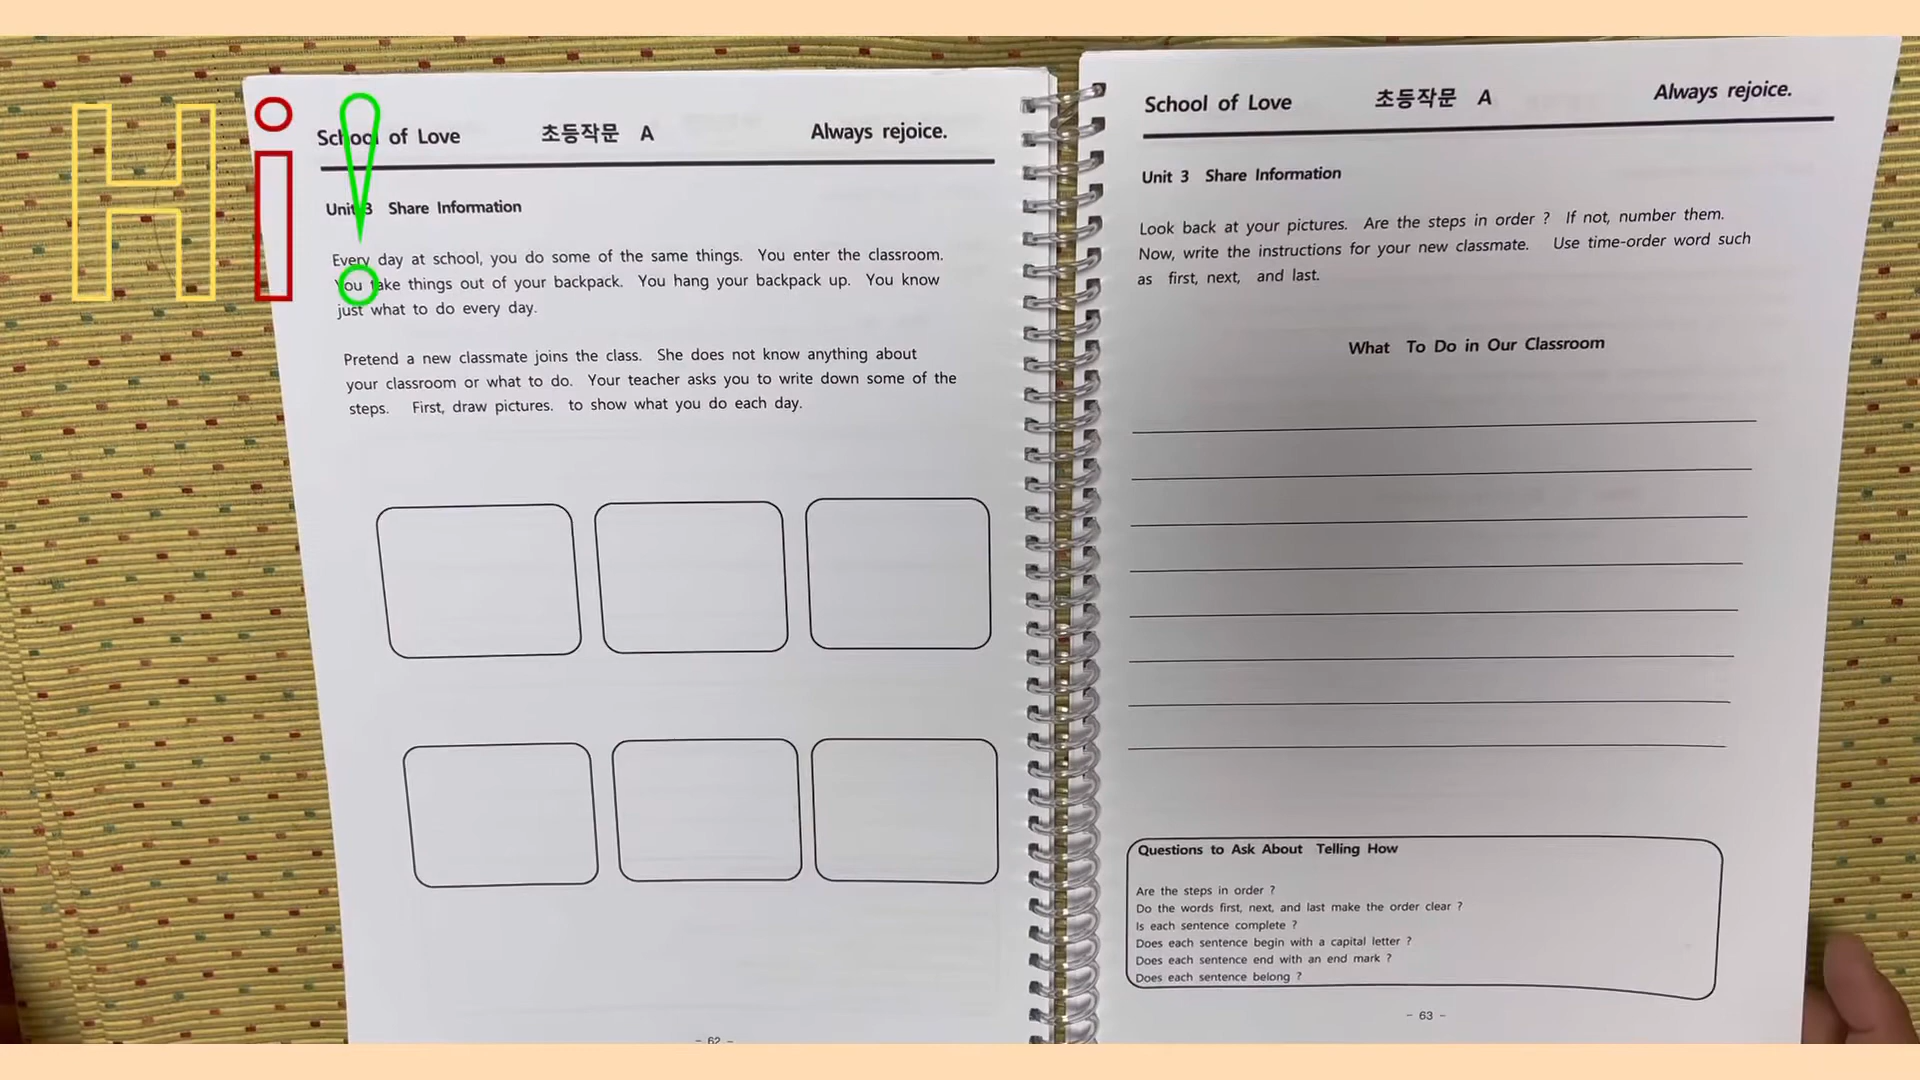 Hi!
School of Love 초등작문 A Always rejoice.
Unit 3 Share Information
Every day at school, you do some of the same things. You enter the classroom.
You take things out of your backpack. You hang your backpack up. You know
just what to do every day.
Pretend a new classmate joins the class. She does not know anything about
your classroom or what to do. Your teacher asks you to write down some of the
steps. First, draw pictures. to show what you do each day.
- 62 -
School of Love 초등작문 A Always rejoice.
Unit 3 Share Information
Look back at your pictures. Are the steps in order ? If not, number them.
Now, write the instructions for your new classmate. Use time-order word such
as first, next, and last.
What To Do in Our Classroom
Questions to Ask About Telling How
Are the steps in order ?
Do the words first, next, and last make the order clear ?
Is each sentence complete ?
Does each sentence begin with a capital letter ?
Does each sentence end with an end mark ?
Does each sentence belong ?
- 63 -